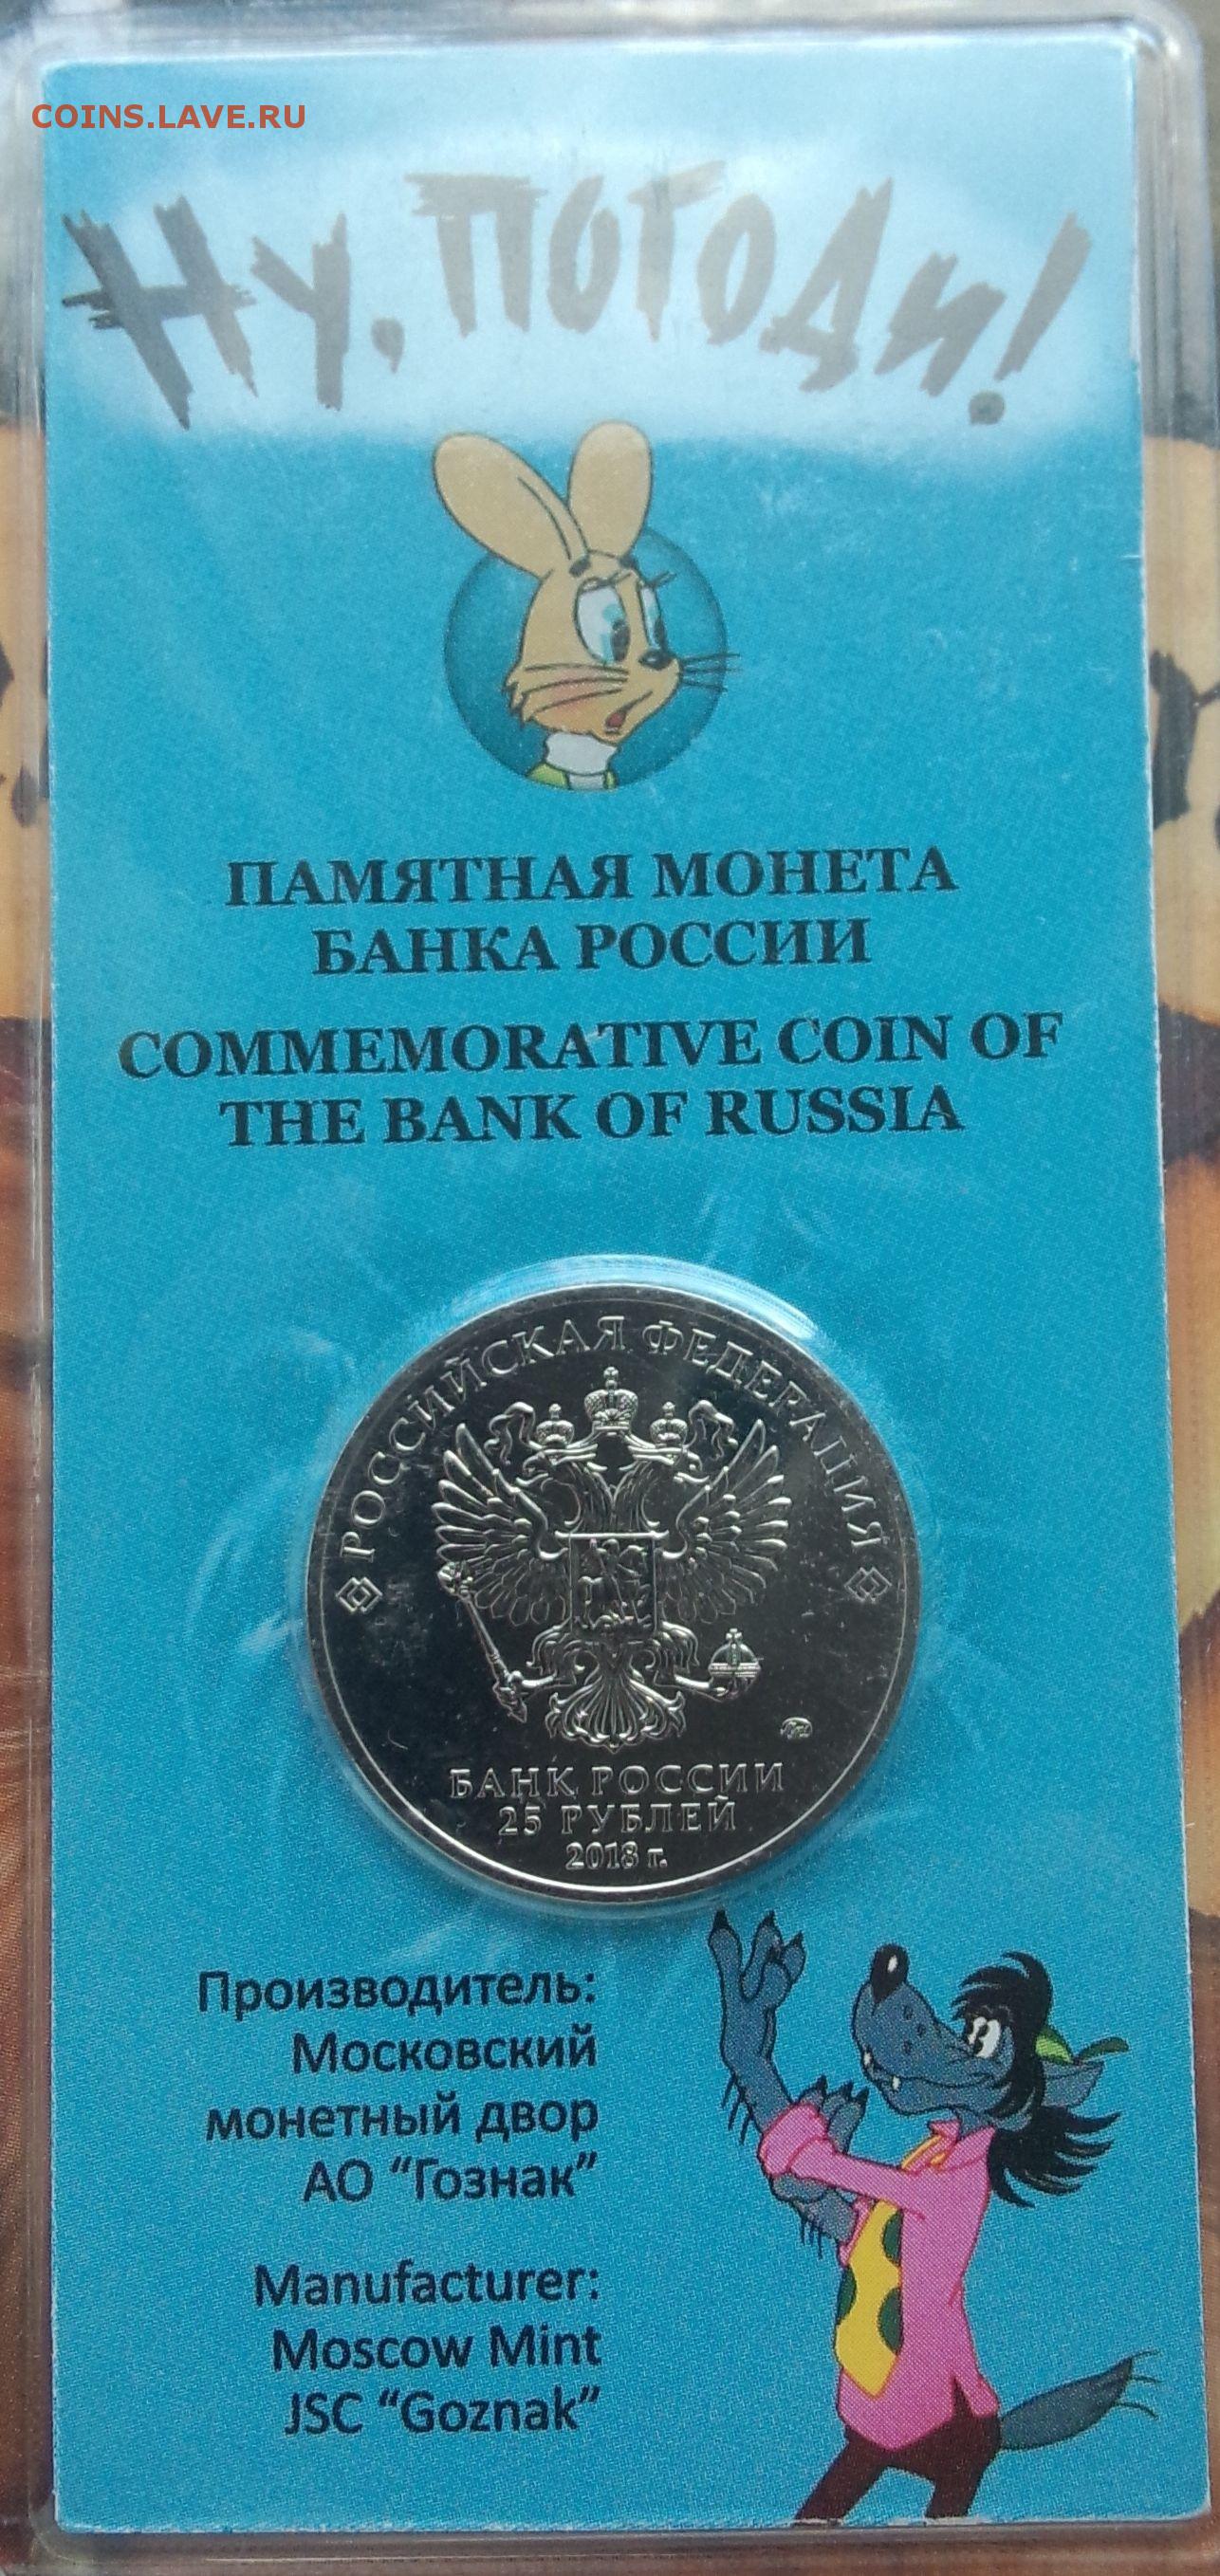 COINS.LAVE.RU
Ну, погоди!
ПАМЯТНАЯ МОНЕТА
БАНКА РОССИИ
COMMEMORATIVE COIN OF
THE BANK OF RUSSIA
РОССИЙСКАЯ ФЕДЕРАЦИЯ
БАНК РОССИИ
25 РУБЛЕЙ
2018 г.
Производитель:
Московский
монетный двор
АО “Гознак”
Manufacturer:
Moscow Mint
JSC “Goznak”